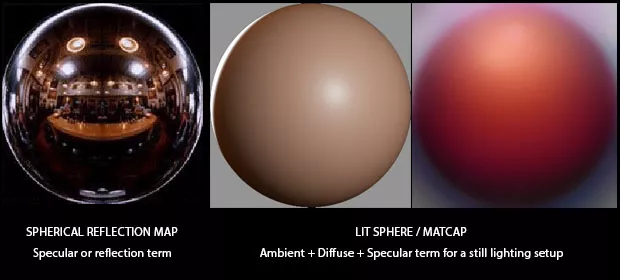 SPHERICAL REFLECTION MAP
Specular or reflection term
LIT SPHERE / MATCAP
Ambient + Diffuse + Specular term for a still lighting setup